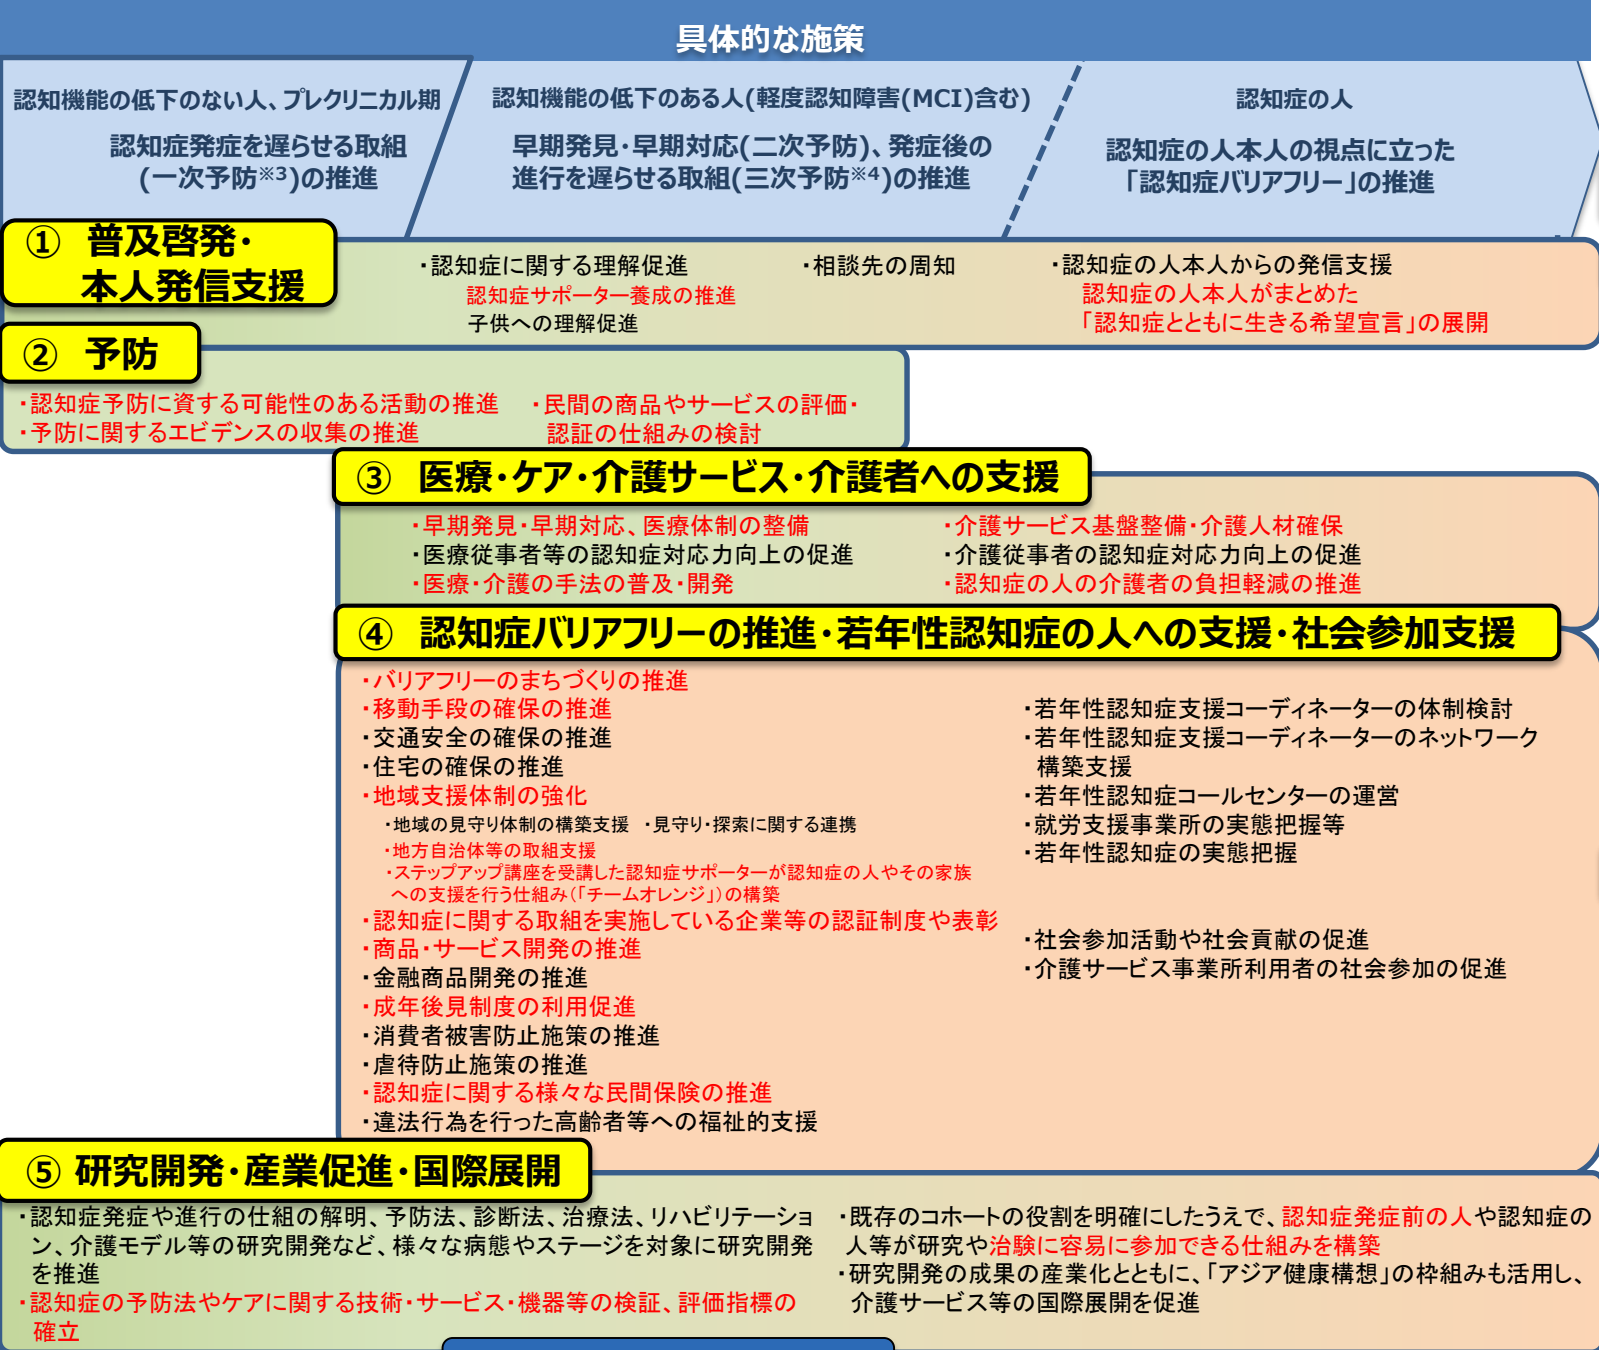 具体的な施策
認知機能の低下のない人、プレクリニカル期
認知症発症を遅らせる取組
(一次予防※3)の推進
認知機能の低下のある人(軽度認知障害(MCI)含む)
早期発見・早期対応(二次予防)、発症後の
進行を遅らせる取組(三次予防※4)の推進
認知症の人
認知症の人本人の視点に立った
「認知症バリアフリー」の推進
① 普及啓発・
本人発信支援
・認知症に関する理解促進
認知症サポーター養成の推進
子供への理解促進
・相談先の周知
・認知症の人本人からの発信支援
認知症の人本人がまとめた
「認知症とともに生きる希望宣言」の展開
② 予防
・認知症予防に資する可能性のある活動の推進
・予防に関するエビデンスの収集の推進
・民間の商品やサービスの評価・
認証の仕組みの検討
③ 医療・ケア・介護サービス・介護者への支援
・早期発見・早期対応、医療体制の整備
・医療従事者等の認知症対応力向上の促進
・医療・介護の手法の普及・開発
・介護サービス基盤整備・介護人材確保
・介護従事者の認知症対応力向上の促進
・認知症の人の介護者の負担軽減の推進
④ 認知症バリアフリーの推進・若年性認知症の人への支援・社会参加支援
・バリアフリーのまちづくりの推進
・移動手段の確保の推進
・交通安全の確保の推進
・住宅の確保の推進
・地域支援体制の強化
・地域の見守り体制の構築支援 ・見守り・探索に関する連携
・地方自治体等の取組支援
・ステップアップ講座を受講した認知症サポーターが認知症の人やその家族
への支援を行う仕組み(「チームオレンジ」)の構築
・認知症に関する取組を実施している企業等の認証制度や表彰
・商品・サービス開発の推進
・金融商品開発の推進
・成年後見制度の利用促進
・消費者被害防止施策の推進
・虐待防止施策の推進
・認知症に関する様々な民間保険の推進
・違法行為を行った高齢者等への福祉的支援
・若年性認知症支援コーディネーターの体制検討
・若年性認知症支援コーディネーターのネットワーク
構築支援
・若年性認知症コールセンターの運営
・就労支援事業所の実態把握等
・若年性認知症の実態把握
・社会参加活動や社会貢献の促進
・介護サービス事業所利用者の社会参加の促進
⑤ 研究開発・産業促進・国際展開
・認知症発症や進行の仕組の解明、予防法、診断法、治療法、リハビリテーショ
ン、介護モデル等の研究開発など、様々な病態やステージを対象に研究開発
を推進
・認知症の予防法やケアに関する技術・サービス・機器等の検証、評価指標の
確立
・既存のコホートの役割を明確にしたうえで、認知症発症前の人や認知症の
人等が研究や治験に容易に参加できる仕組みを構築
・研究開発の成果の産業化とともに、「アジア健康構想」の枠組みも活用し、
介護サービス等の国際展開を促進